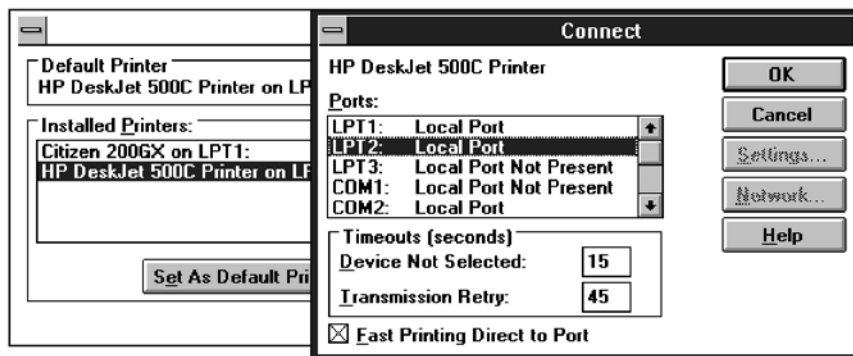 Default Printer
HP DeskJet 500C Printer on LP
Installed Printers:
Citizen 200GX on LPT1:
HP DeskJet 500C Printer on LP
Set As Default Pri
Connect
HP DeskJet 500C Printer
Ports:
LPT1: Local Port
LPT2: Local Port
LPT3: Local Port Not Present
COM1: Local Port Not Present
COM2: Local Port
Timeouts (seconds)
Device Not Selected: 15
Transmission Retry: 45
Fast Printing Direct to Port
OK
Cancel
Settings...
Network...
Help